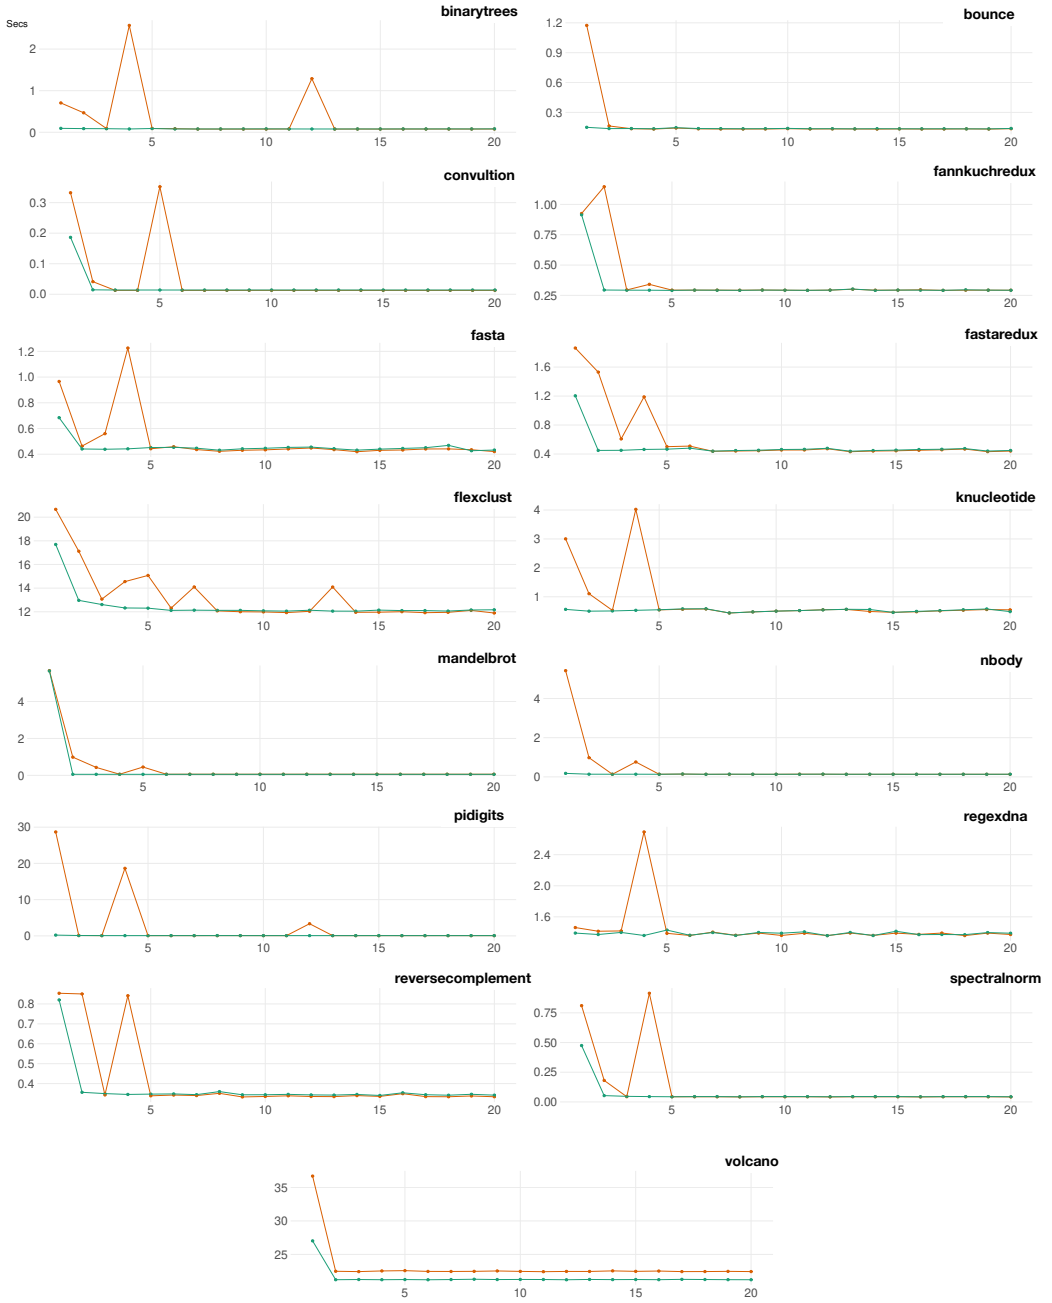 binarytrees
Secs
2
1
0
5 10 15 20
bounce
1.2
0.9
0.6
0.3
5 10 15 20
convultion
0.3
0.2
0.1
0.0
5 10 15 20
fannkuchredux
1.00
0.75
0.50
0.25
5 10 15 20
fasta
1.2
1.0
0.8
0.6
0.4
5 10 15 20
fastaredux
1.6
1.2
0.8
0.4
5 10 15 20
flexclust
20
18
16
14
12
5 10 15 20
knucleotide
4
3
2
1
5 10 15 20
mandelbrot
4
2
0
5 10 15 20
nbody
4
2
0
5 10 15 20
pidigits
30
20
10
0
5 10 15 20
regexdna
2.4
2.0
1.6
5 10 15 20
reversecomplement
0.8
0.7
0.6
0.5
0.4
5 10 15 20
spectralnorm
0.75
0.50
0.25
0.00
5 10 15 20
volcano
35
30
25
5 10 15 20